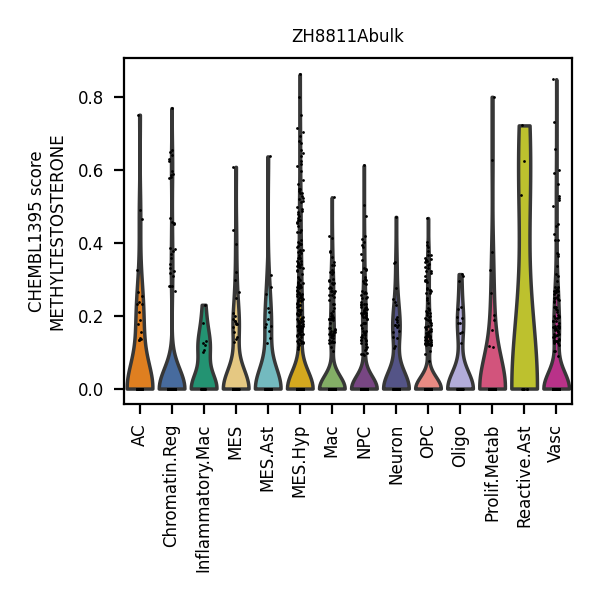 ZH8811Abulk
CHEMBL1395 score
METHYLTESTOSTERONE
0.8
0.6
0.4
0.2
0.0
AC
Chromatin.Reg
Inflammatory.Mac
MES
MES.Ast
MES.Hyp
Mac
NPC
Neuron
OPC
Oligo
Prolif.Metab
Reactive.Ast
Vasc